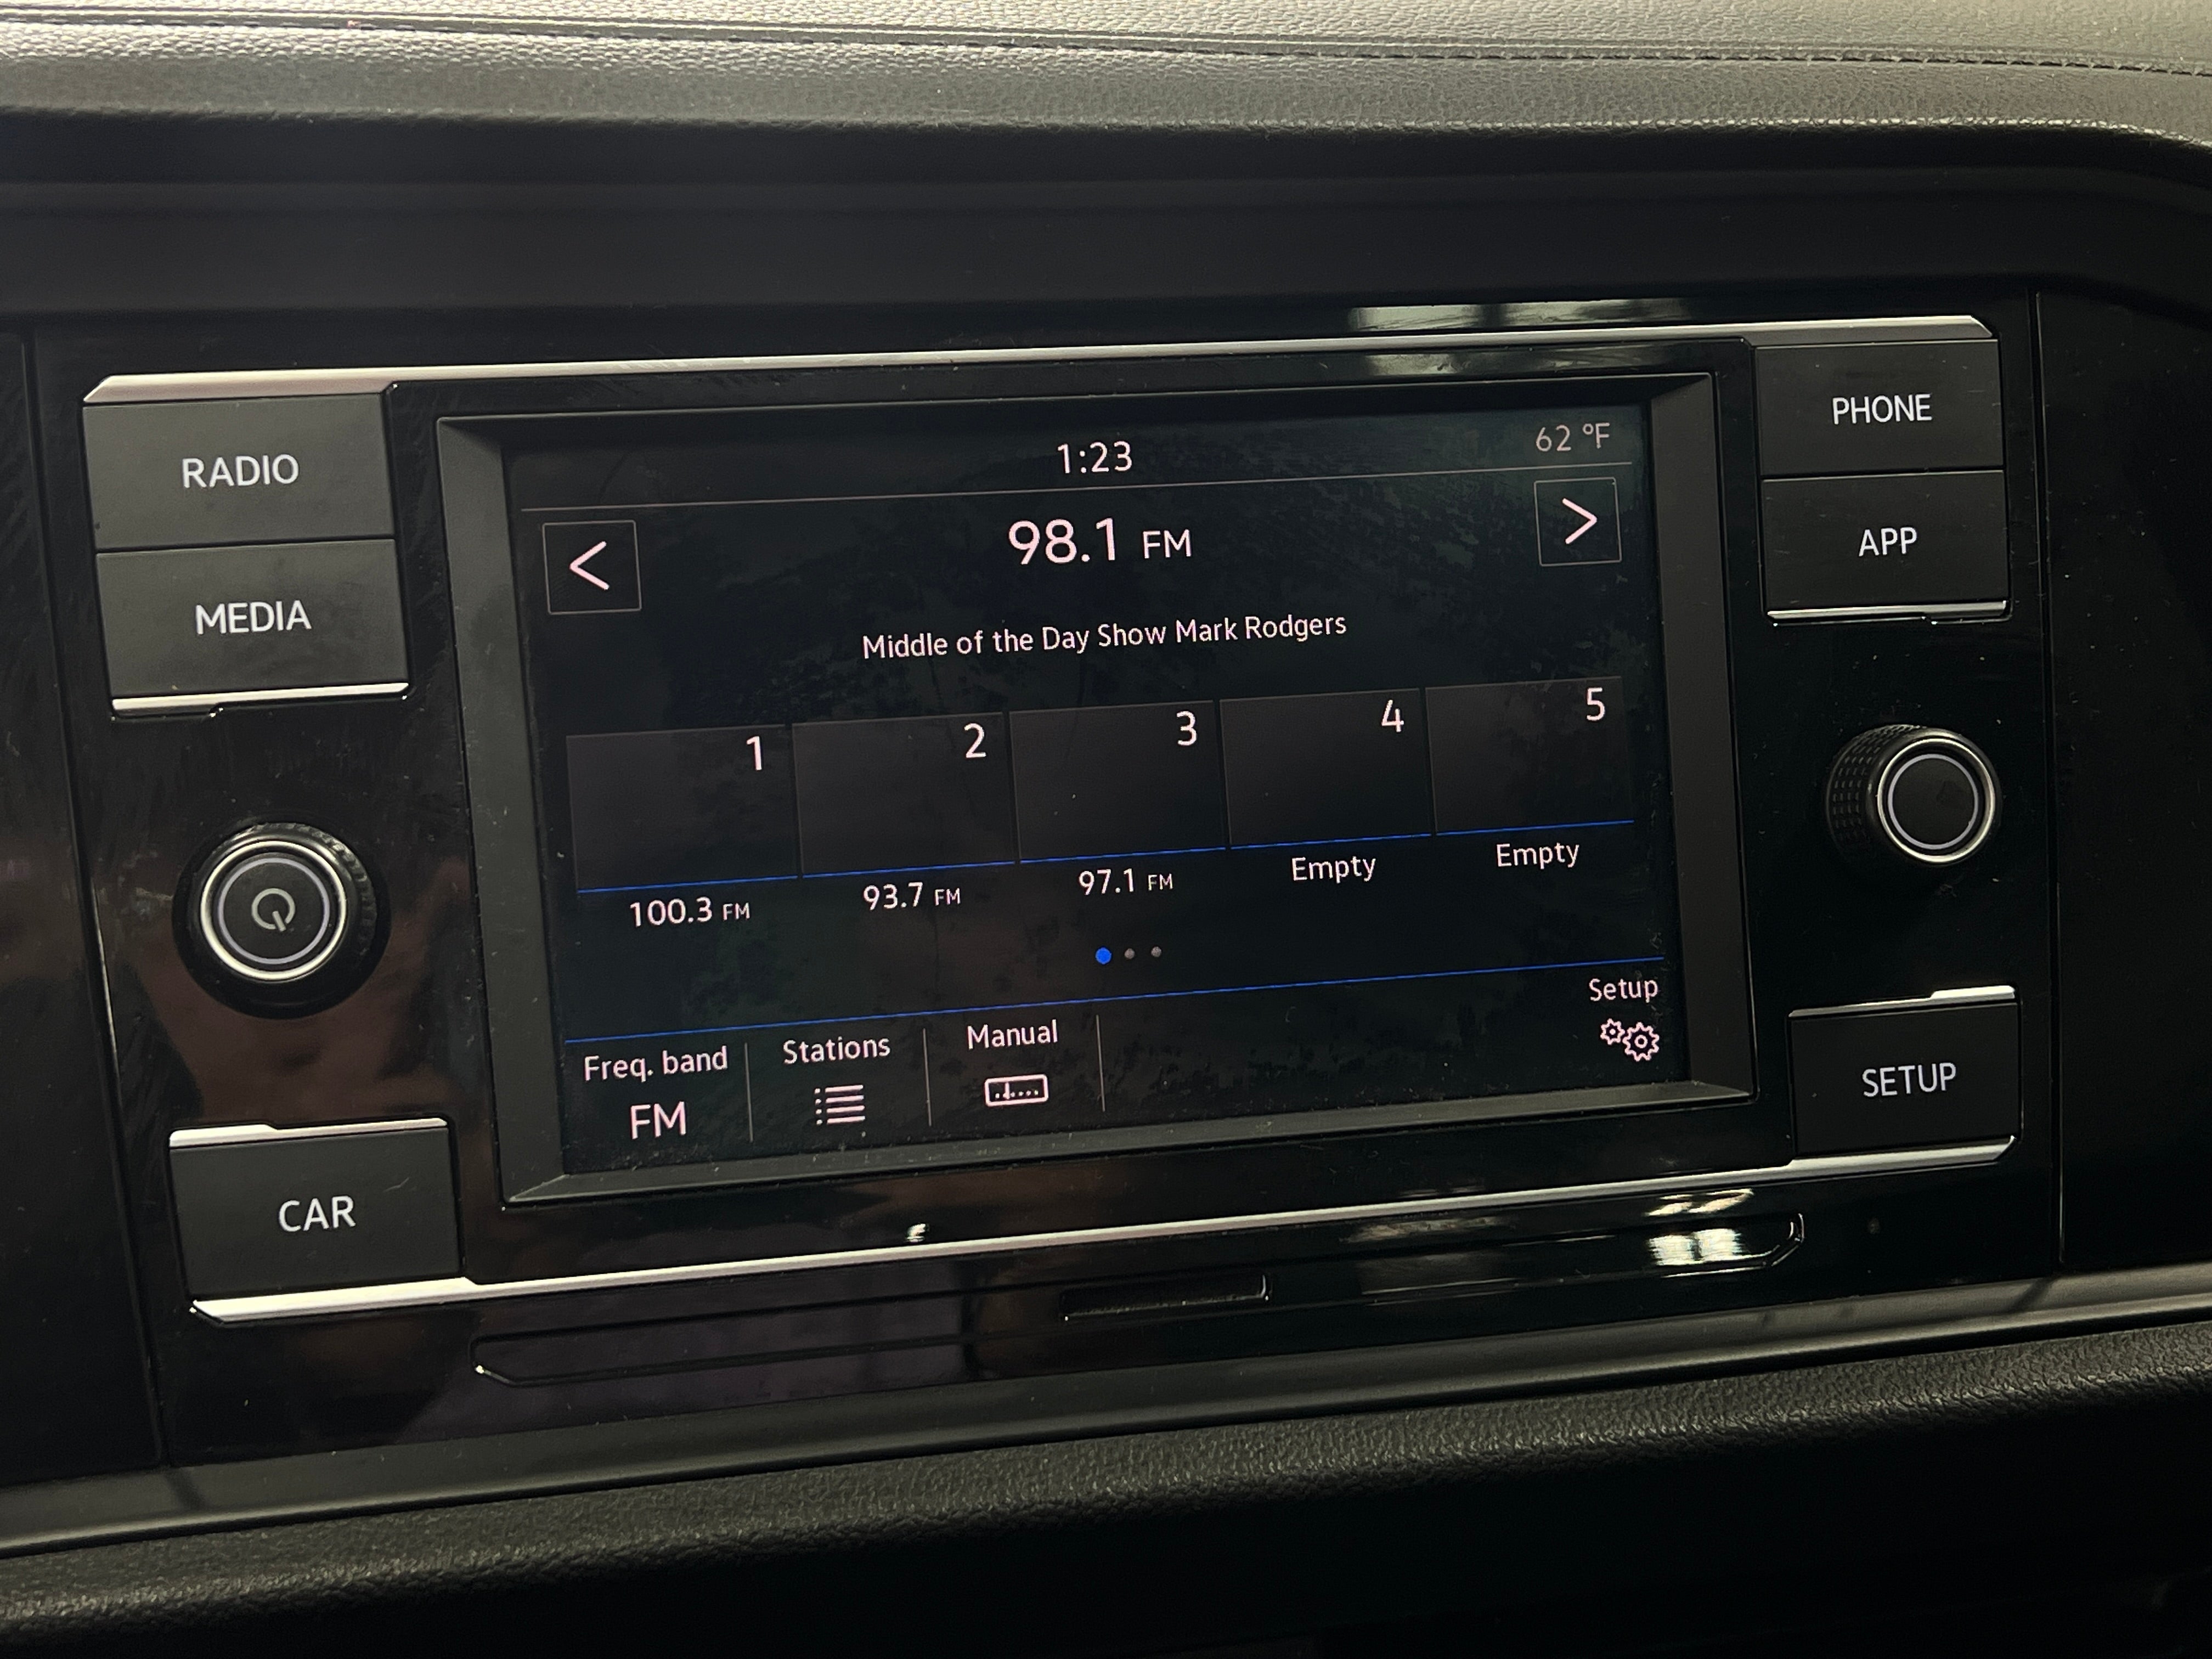 RADIO
MEDIA
CAR
1:23
62 °F
< 98.1 FM >
Middle of the Day Show Mark Rodgers
1 2 3 4 5
100.3 FM 93.7 FM 97.1 FM Empty Empty
Freq. band Stations Manual Setup
FM
PHONE
APP
SETUP